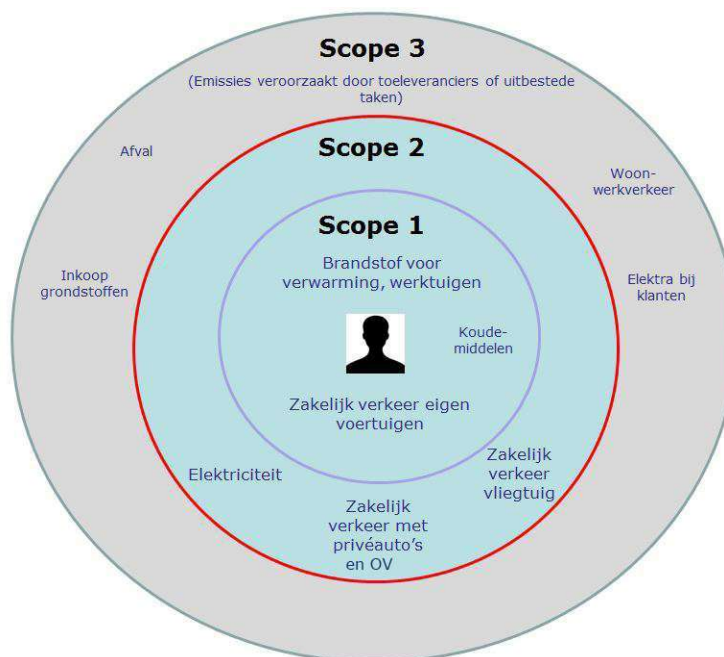 Scope 3
(Emissies veroorzaakt door toeleveranciers of uitbestede
taken)
Afval
Scope 2
Woon-
werkverkeer
Scope 1
Brandstof voor
verwarming, werktuigen
Inkoop
grondstoffen
Elektra bij
klanten
Koude-
middelen
Zakelijk verkeer eigen
voertuigen
Elektriciteit
Zakelijk
verkeer
vliegtuig
Zakelijk
verkeer met
privéauto's
en OV